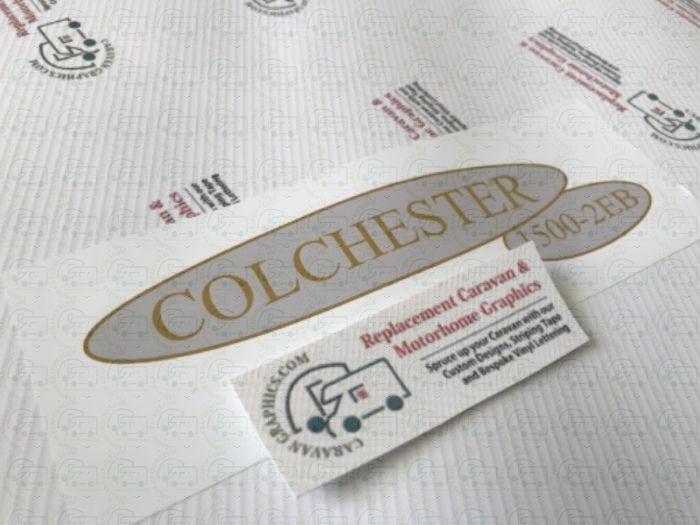 COLCHESTER
1500-2EB
Replacement Caravan &
Motorhome Graphics
Spruce up your Caravan with our
Custom Designs, Striping Tape
and Bespoke Vinyl Lettering
CARAVAN GRAPHICS.COM